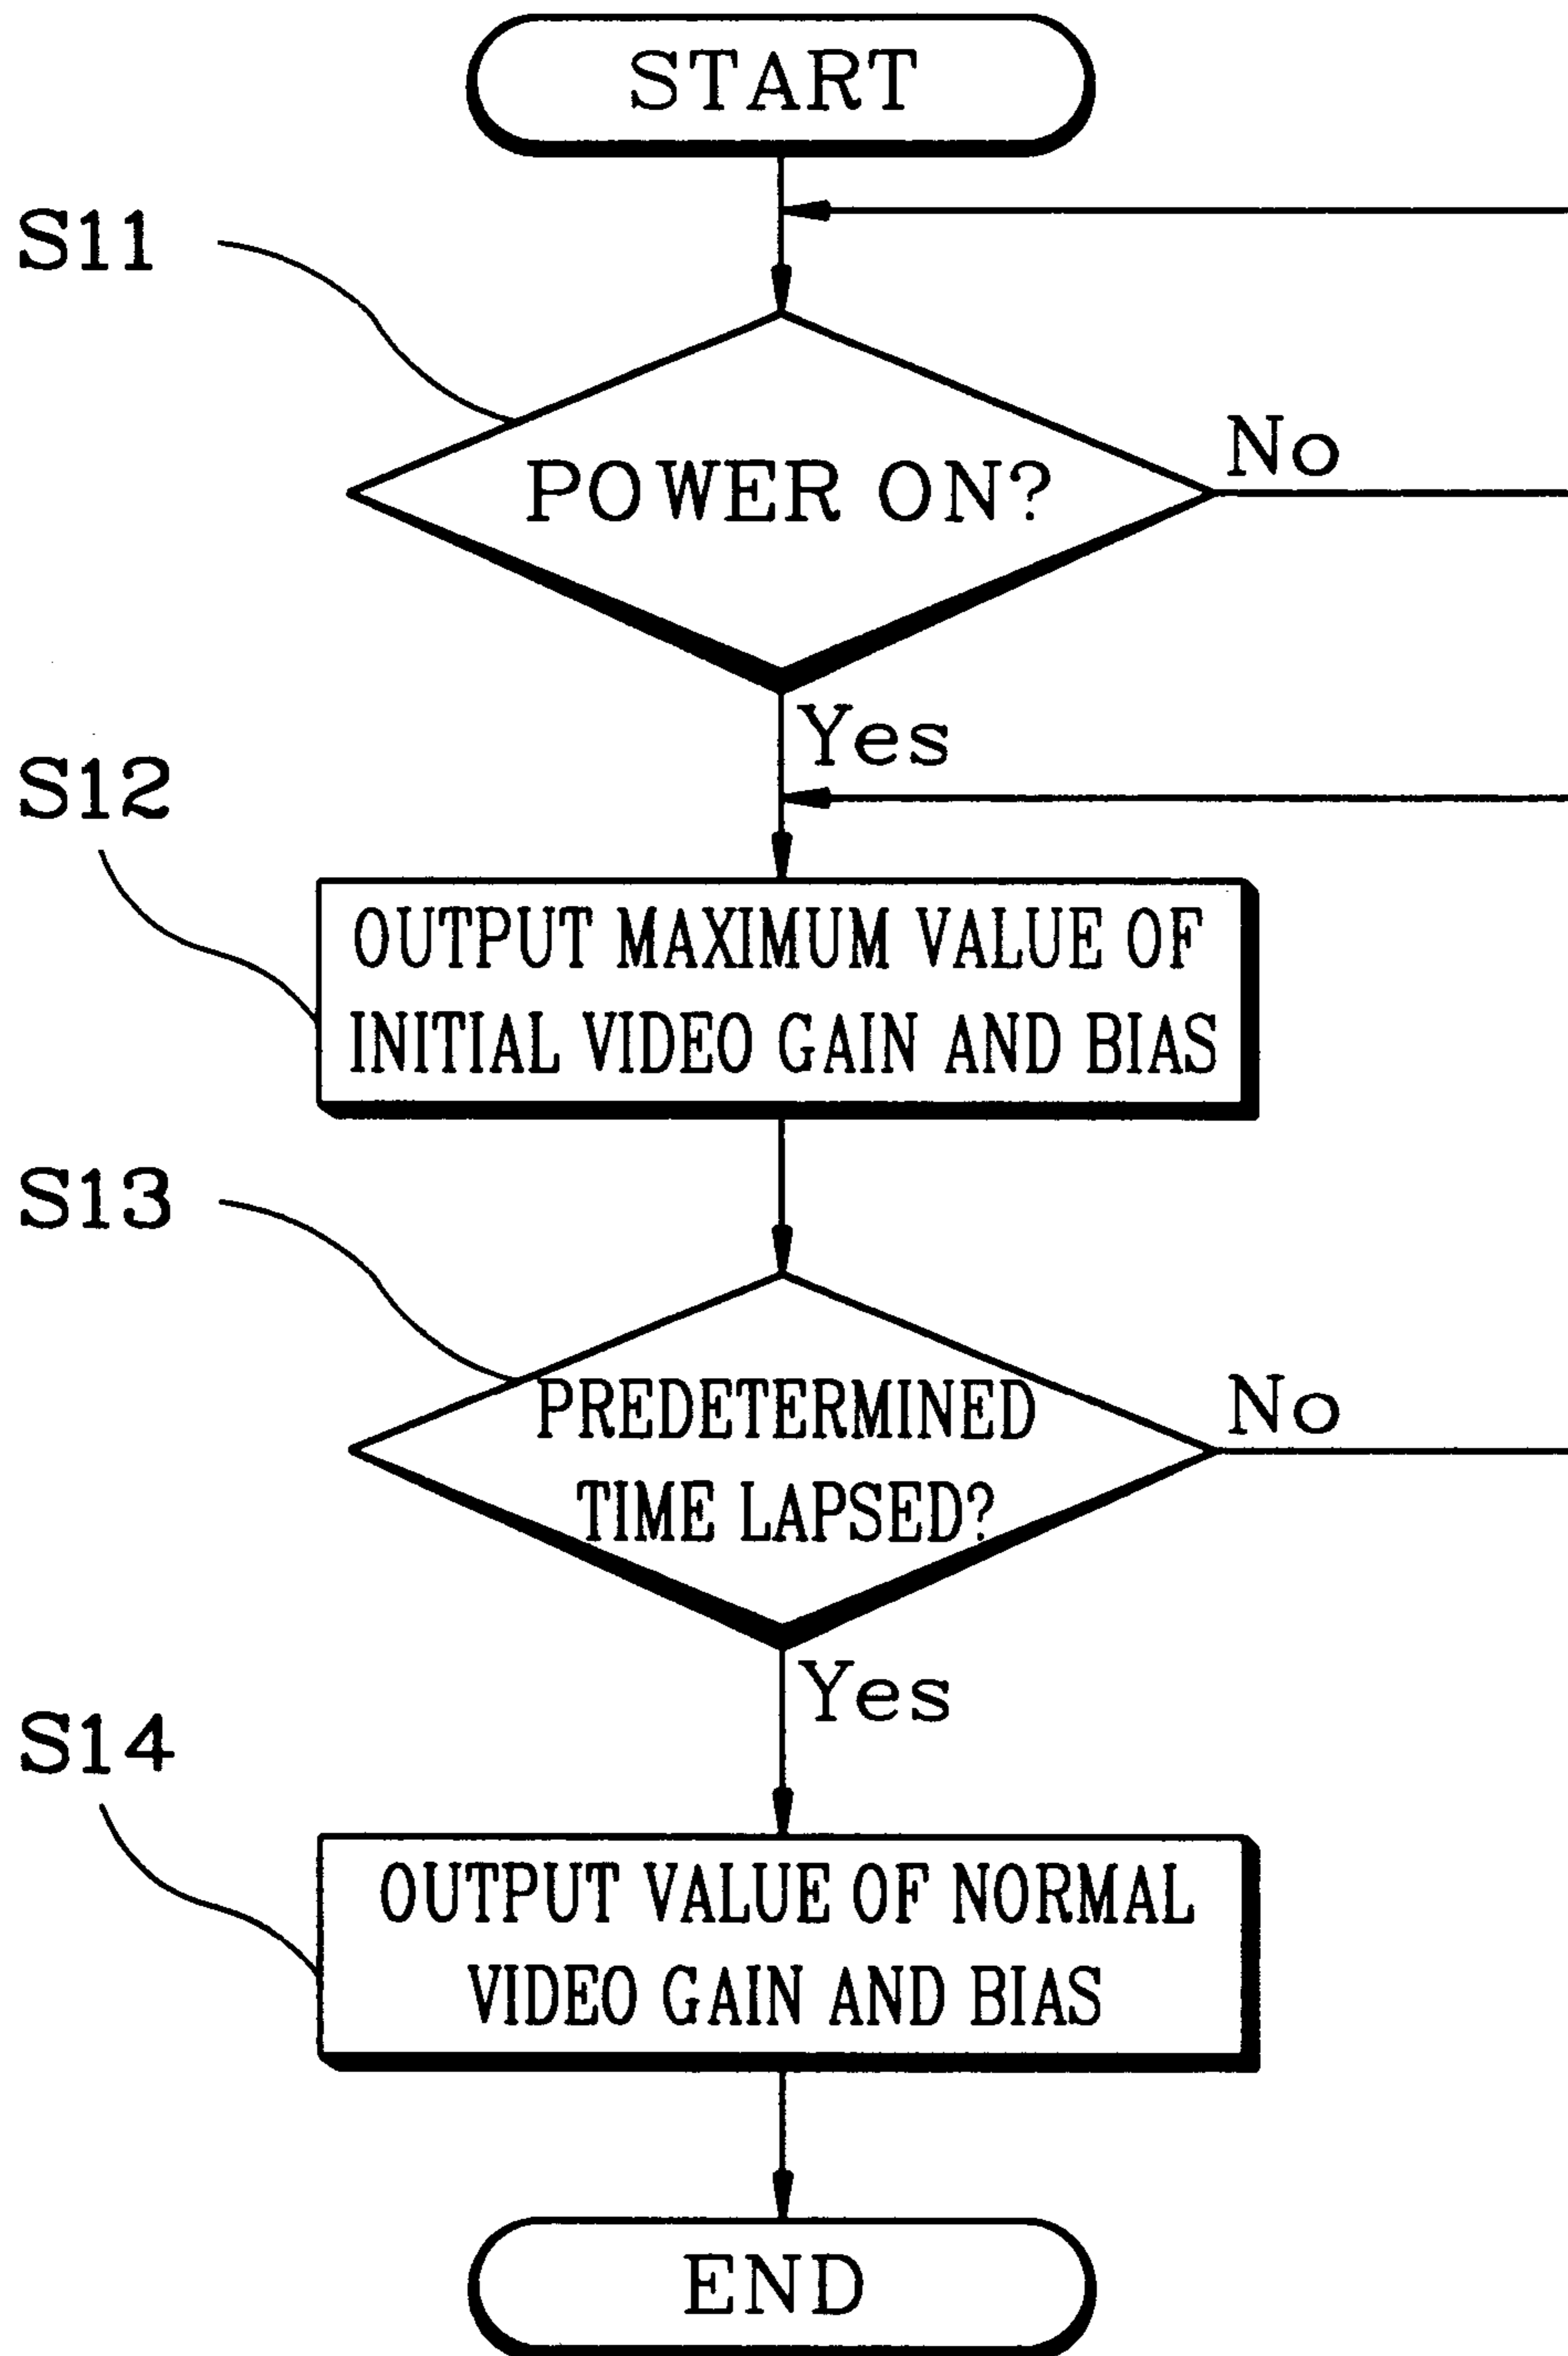 START
S11
POWER ON?
No
Yes
S12
OUTPUT MAXIMUM VALUE OF
INITIAL VIDEO GAIN AND BIAS
S13
PREDETERMINED
TIME LAPSED?
No
Yes
S14
OUTPUT VALUE OF NORMAL
VIDEO GAIN AND BIAS
END